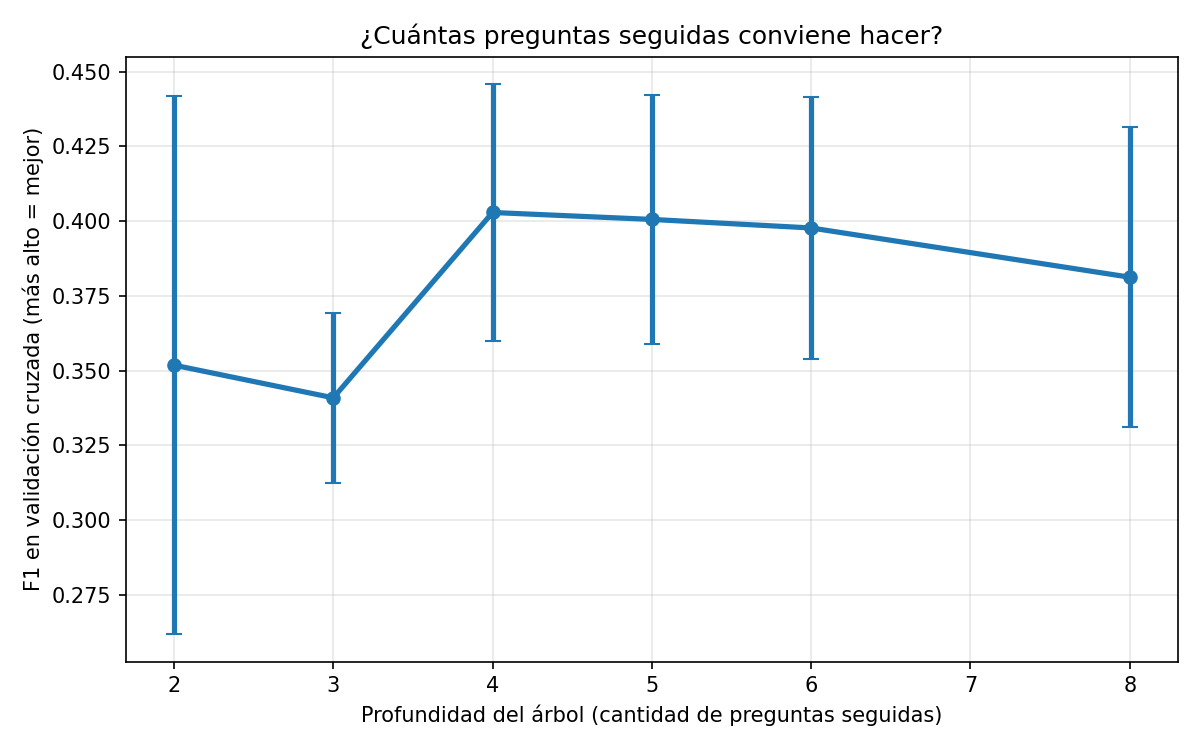 ¿Cuántas preguntas seguidas conviene hacer?
F1 en validación cruzada (más alto = mejor)
0.450
0.425
0.400
0.375
0.350
0.325
0.300
0.275
2 3 4 5 6 7 8
Profundidad del árbol (cantidad de preguntas seguidas)